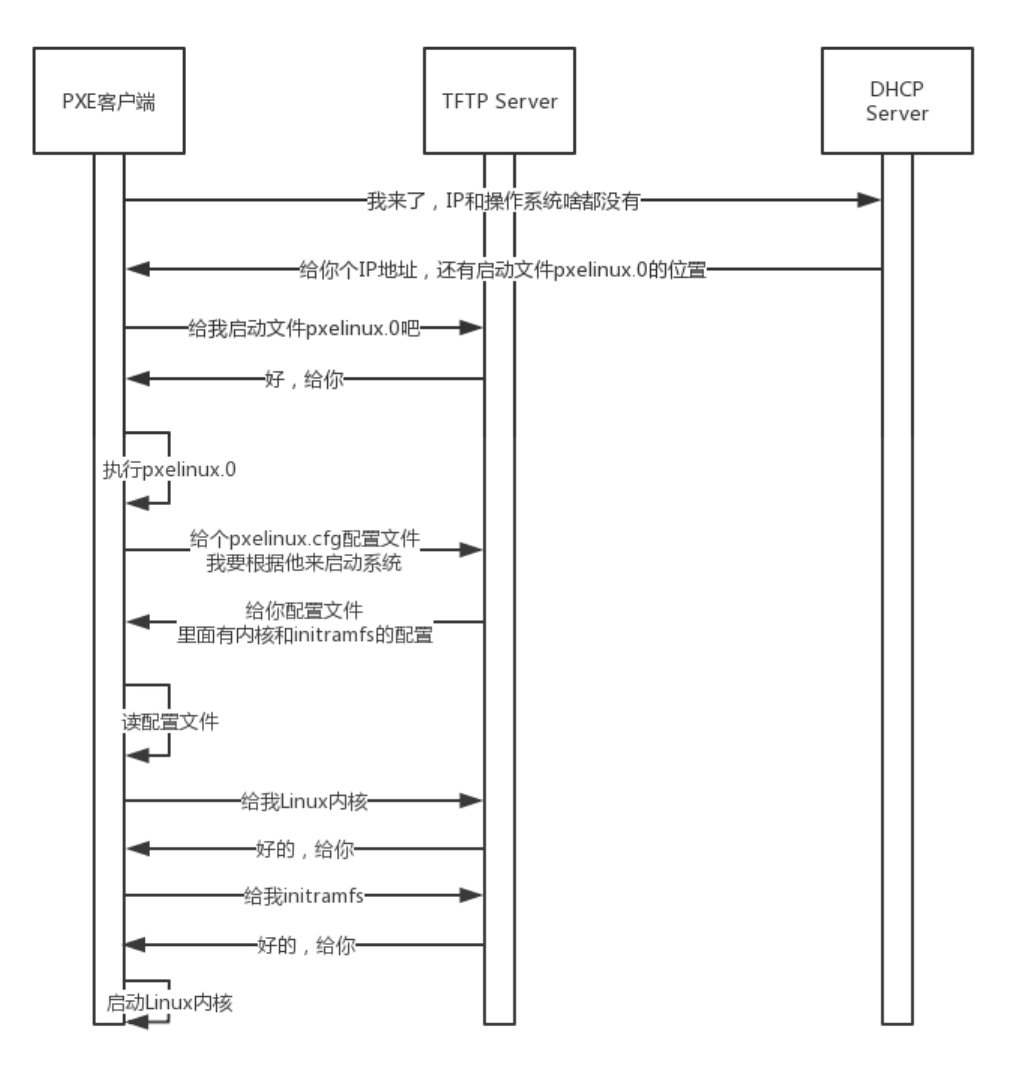 PXE客户端
TFTP Server
DHCP
Server
我来了，IP和操作系统啥都没有
给你个IP地址，还有启动文件pxelinux.0的位置
给我启动文件pxelinux.0吧
好，给你
执行pxelinux.0
给个pxelinux.cfg配置文件
我要根据他来启动系统
给你配置文件
里面有内核和initramfs的配置
读配置文件
给我Linux内核
好的，给你
给我initramfs
好的，给你
启动Linux内核